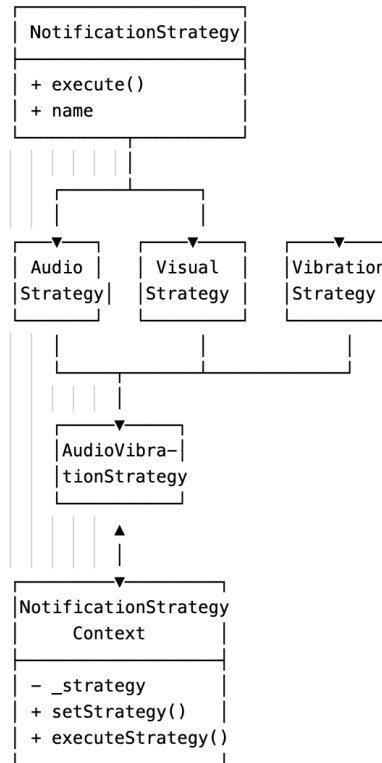 NotificationStrategy
+ execute()
+ name
Audio Strategy
Visual Strategy
Vibration Strategy
AudioVibra-
tionStrategy
NotificationStrategy
Context
- _strategy
+ setStrategy()
+ executeStrategy()